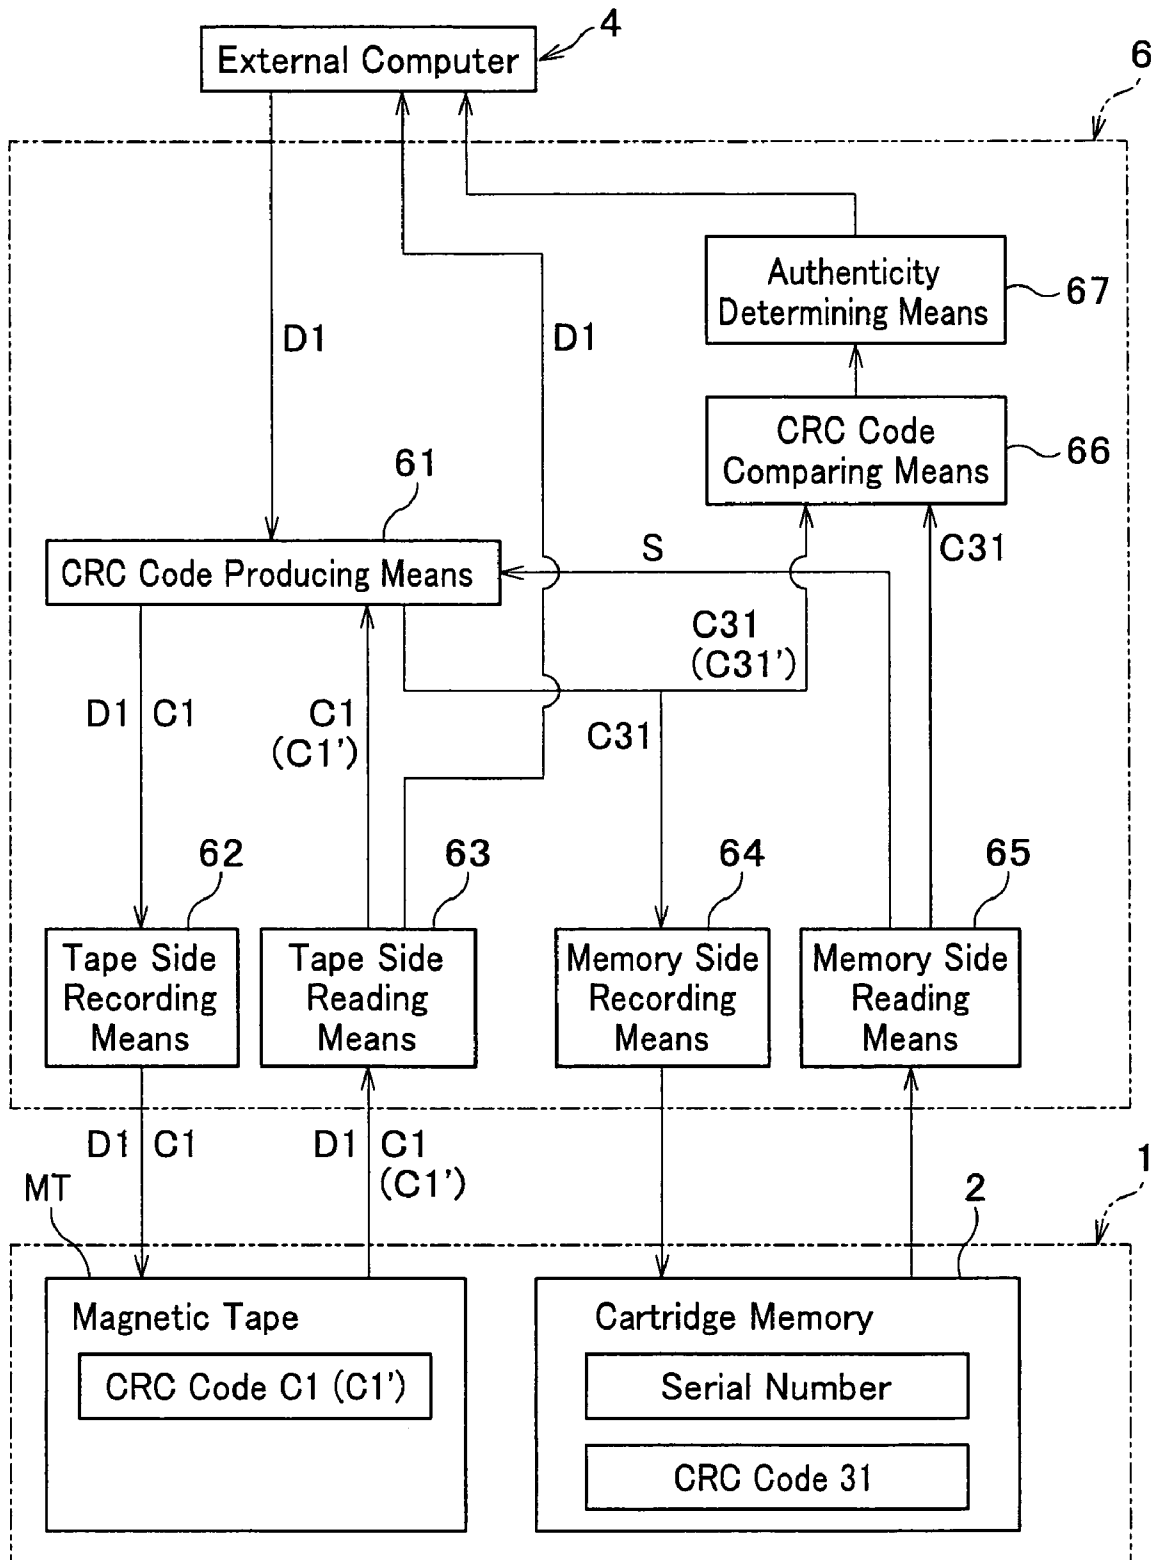 4
External Computer
6
Authenticity
Determining Means
67
D1
D1
CRC Code
Comparing Means
66
61
CRC Code Producing Means
S
C31
C31
(C31')
D1 C1
C1
(C1')
C31
62
63
64
65
Tape Side
Recording
Means
Tape Side
Reading
Means
Memory Side
Recording
Means
Memory Side
Reading
Means
D1 C1
D1 C1
(C1')
1
MT
2
Magnetic Tape
CRC Code C1 (C1')
Cartridge Memory
Serial Number
CRC Code 31